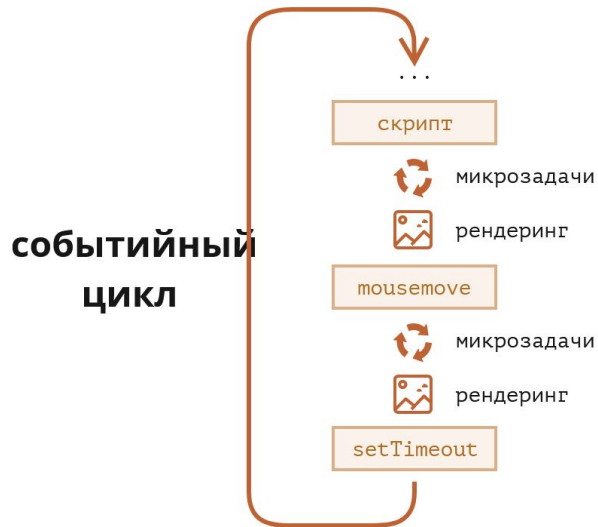 ...
скрипт
микрозадачи
рендеринг
событийный
цикл
mousemove
микрозадачи
рендеринг
setTimeout